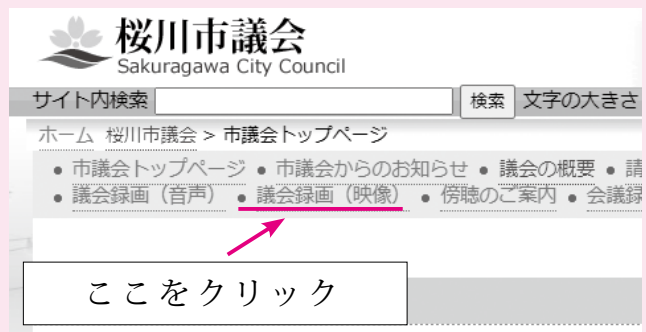 桜川市議会
Sakuragawa City Council
サイト内検索 検索 文字の大きさ
ホーム 桜川市議会 > 市議会トップページ
• 市議会トップページ • 市議会からのお知らせ • 議会の概要 • 請
• 議会録画（音声） • 議会録画（映像） • 傍聴のご案内 • 会議録
ここをクリック